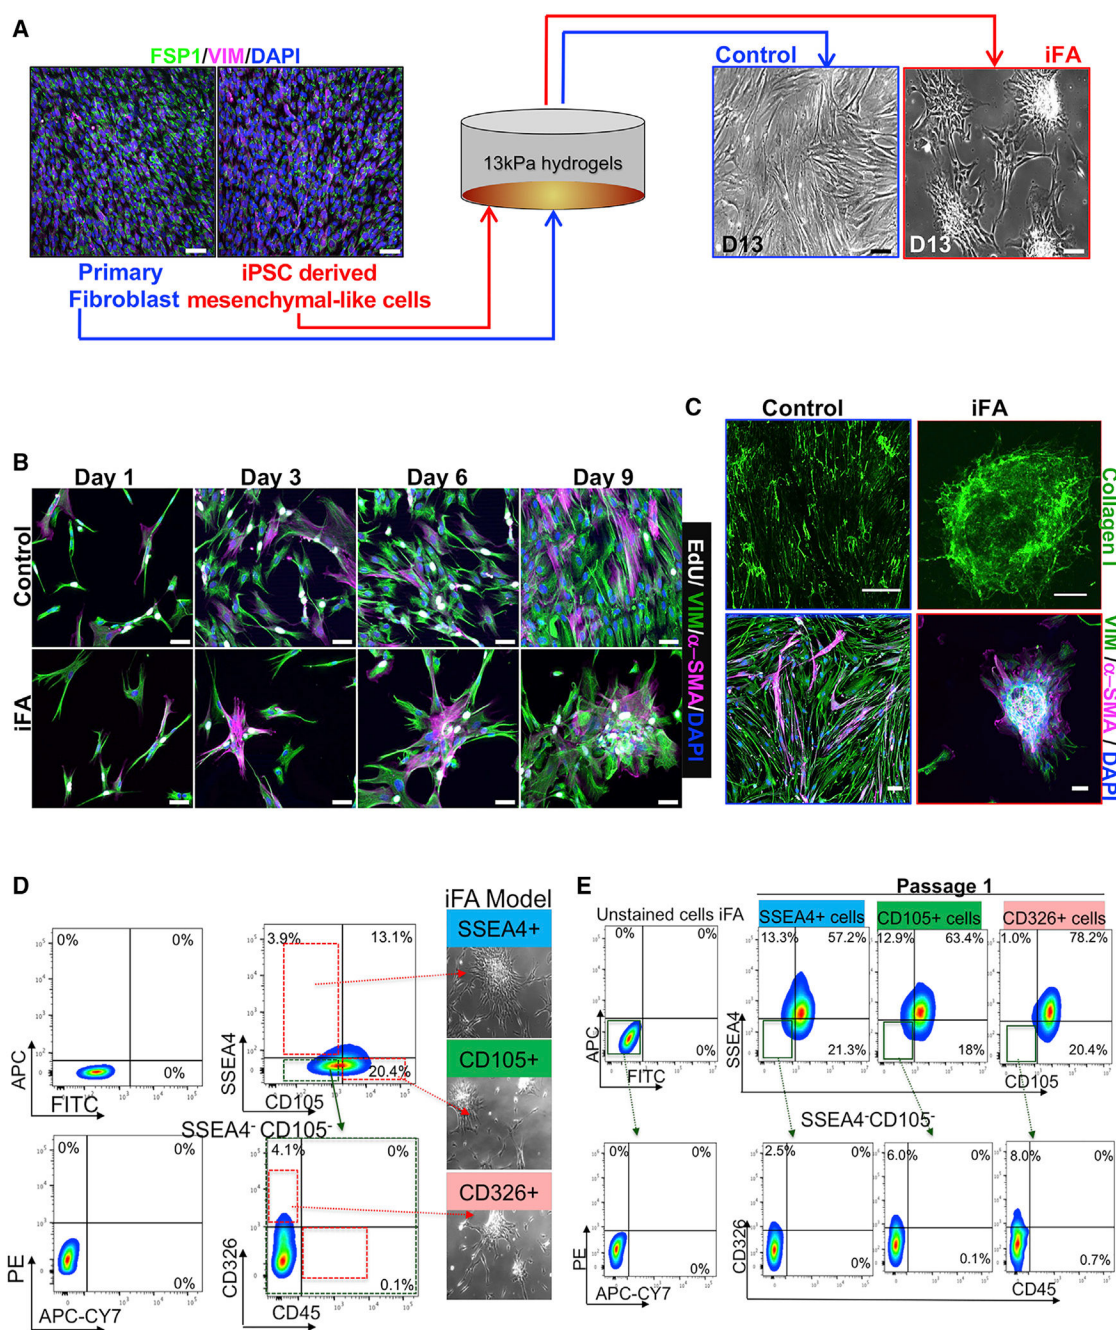 A
FSP1/VIM/DAPI
Primary
Fibroblast
iPSC derived
mesenchymal-like cells
13kPa hydrogels
Control
iFA
D13
D13
B
Day 1
Day 3
Day 6
Day 9
Control
iFA
EdU/ VIM/α–SMA/DAPI
C
Control
iFA
Collagen I
VIM /α–SMA / DAPI
D
0%
0%
0%
APC
FITC
3.9%
13.1%
20.4%
SSEA4
CD105
SSEA4⁻ CD105⁻
0%
0%
0%
PE
APC-CY7
4.1%
0%
0.1%
CD326
CD45
iFA Model
SSEA4+
CD105+
CD326+
E
Passage 1
Unstained cells iFA
SSEA4+ cells
CD105+ cells
CD326+ cells
0%
0%
0%
APC
FITC
13.3%
57.2%
21.3%
12.9%
63.4%
18%
1.0%
78.2%
20.4%
SSEA4
CD105
SSEA4⁻CD105⁻
0%
0%
0%
PE
APC-CY7
2.5%
0%
0%
6.0%
0%
0.1%
8.0%
0%
0.7%
CD326
CD45